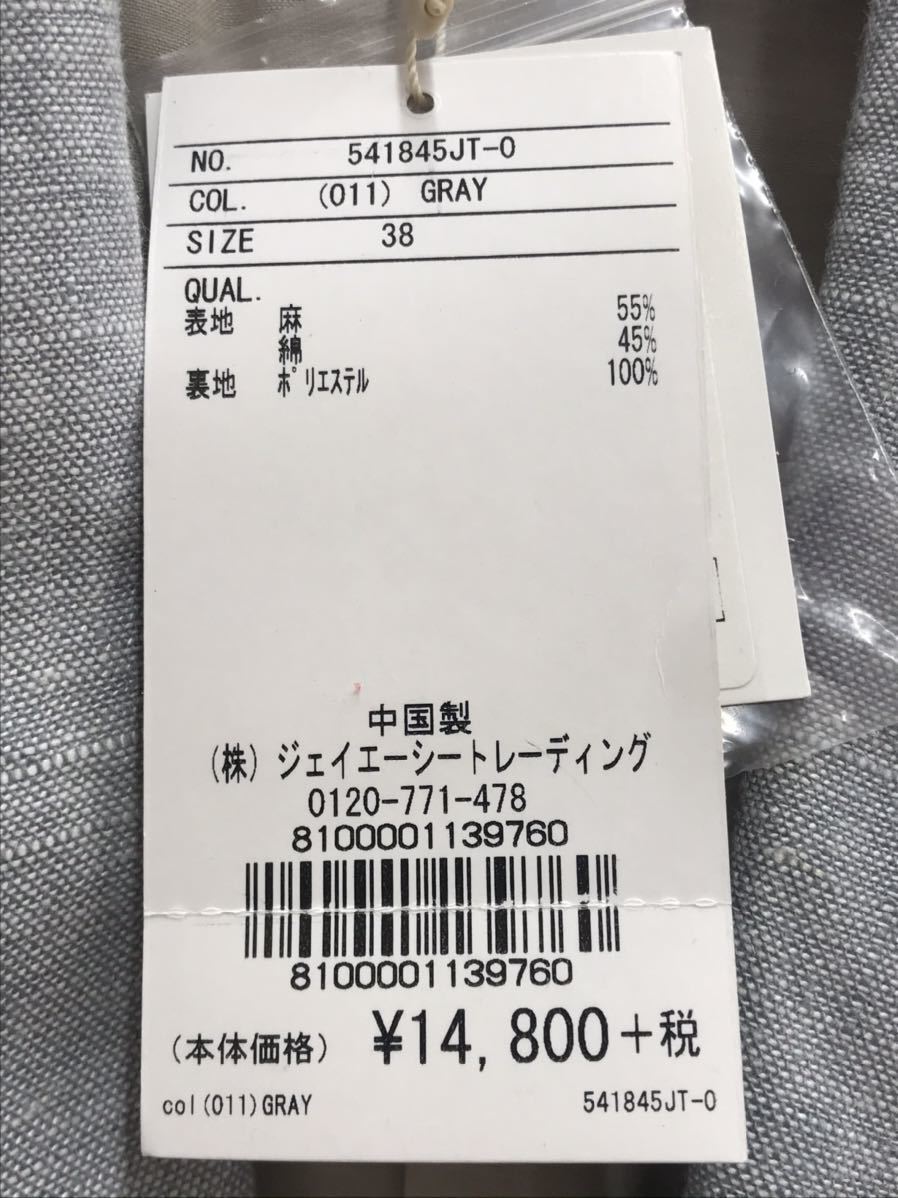 NO. 541845JT-0
COL. (011) GRAY
SIZE 38
QUAL.
表地 麻 55%
綿 45%
裏地 ﾎﾟﾘｴｽﾃﾙ 100%
中国製
(株)ジェイエーシートレーディング
0120-771-478
8100001139760
8100001139760
(本体価格) ¥14,800+税
col(011)GRAY 541845JT-0